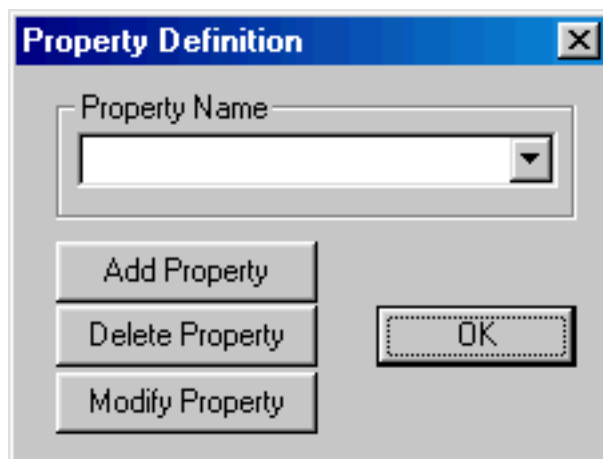 Property Definition
Property Name
Add Property
Delete Property
OK
Modify Property